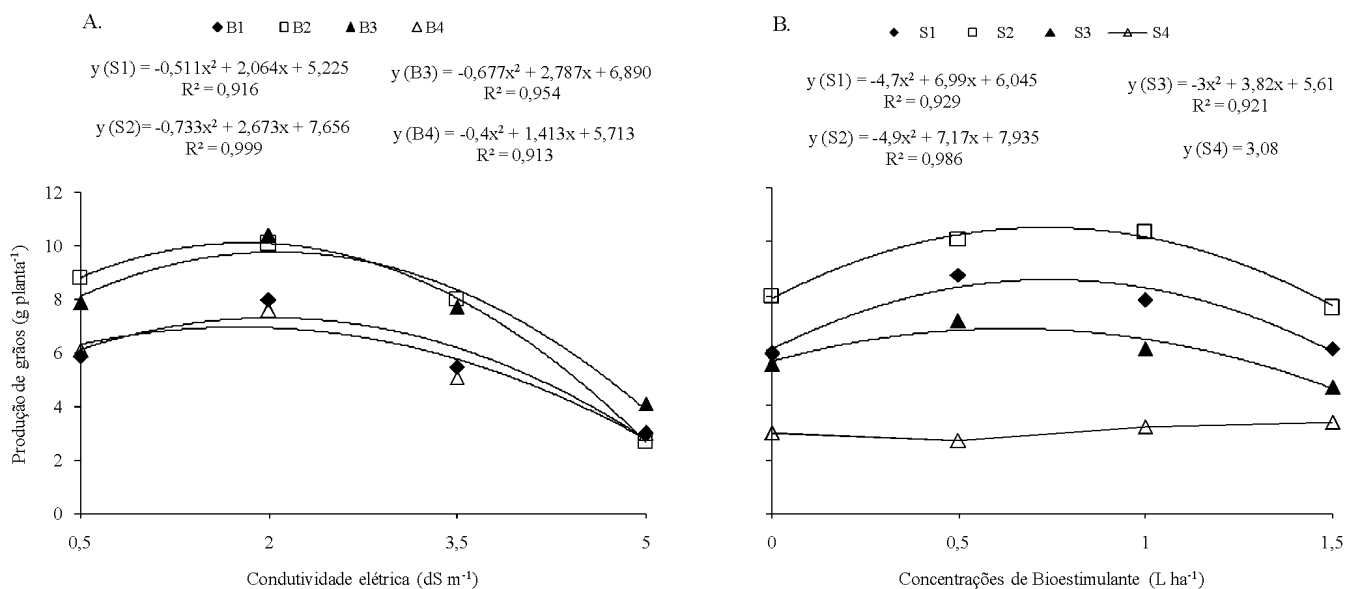 A.
B1 B2 B3 B4
y (S1) = -0,511x² + 2,064x + 5,225
R² = 0,916
y (B3) = -0,677x² + 2,787x + 6,890
R² = 0,954
y (S2)= -0,733x² + 2,673x + 7,656
R² = 0,999
y (B4) = -0,4x² + 1,413x + 5,713
R² = 0,913
Produção de grãos (g planta⁻¹)
12
10
8
6
4
2
0
0,5 2 3,5 5
Condutividade elétrica (dS m⁻¹)
B.
S1 S2 S3 S4
y (S1) = -4,7x² + 6,99x + 6,045
R² = 0,929
y (S3) = -3x² + 3,82x + 5,61
R² = 0,921
y (S2) = -4,9x² + 7,17x + 7,935
R² = 0,986
y (S4) = 3,08
0 0,5 1 1,5
Concentrações de Bioestimulante (L ha⁻¹)